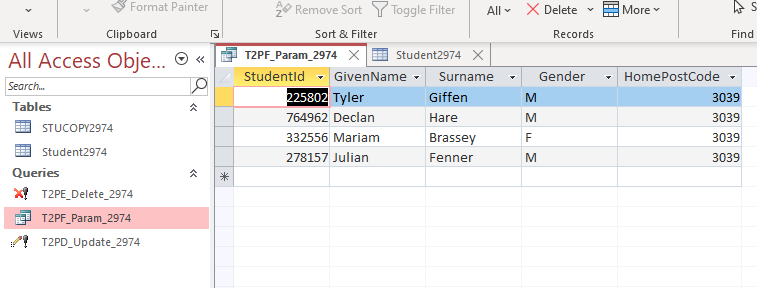 Format Painter
Remove Sort
Toggle Filter
All
Delete
Views
Clipboard
Sort & Filter
Records
Find
All Access Obje...
Search...
Tables
STUCOPY2974
Student2974
Queries
T2PE_Delete_2974
T2PF_Param_2974
T2PD_Update_2974
T2PF_Param_2974 Student2974
StudentId GivenName Surname Gender HomePostCode
225802 Tyler Giffen M 3039
764962 Declan Hare M 3039
332556 Mariam Brassey F 3039
278157 Julian Fenner M 3039